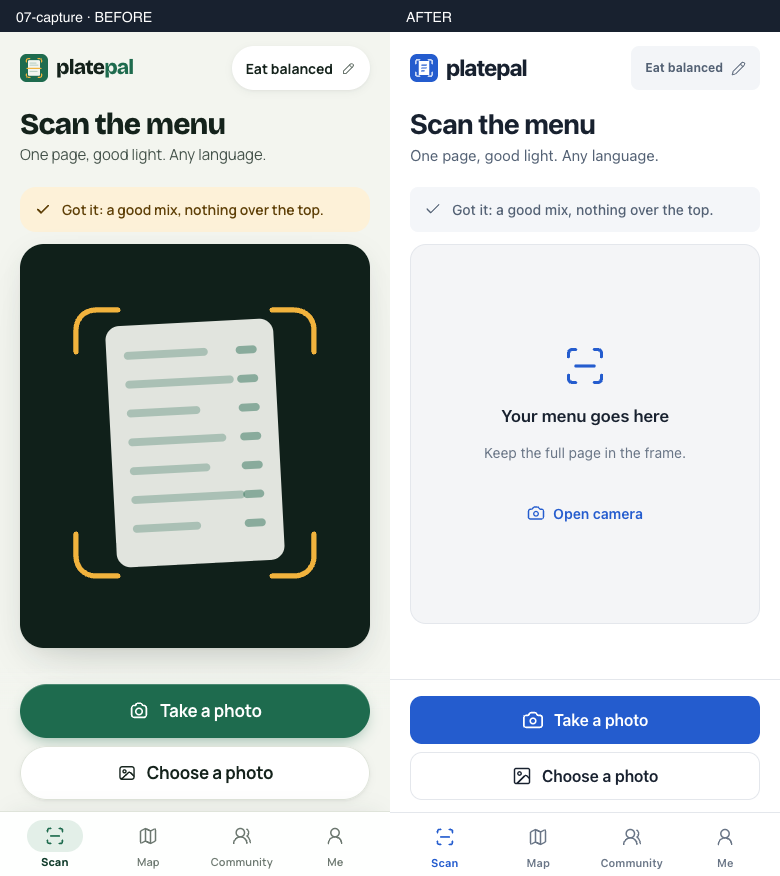 07-capture · BEFORE
platepal
Eat balanced
Scan the menu
One page, good light. Any language.
Got it: a good mix, nothing over the top.
Take a photo
Choose a photo
Scan
Map
Community
Me
AFTER
platepal
Eat balanced
Scan the menu
One page, good light. Any language.
Got it: a good mix, nothing over the top.
Your menu goes here
Keep the full page in the frame.
Open camera
Take a photo
Choose a photo
Scan
Map
Community
Me